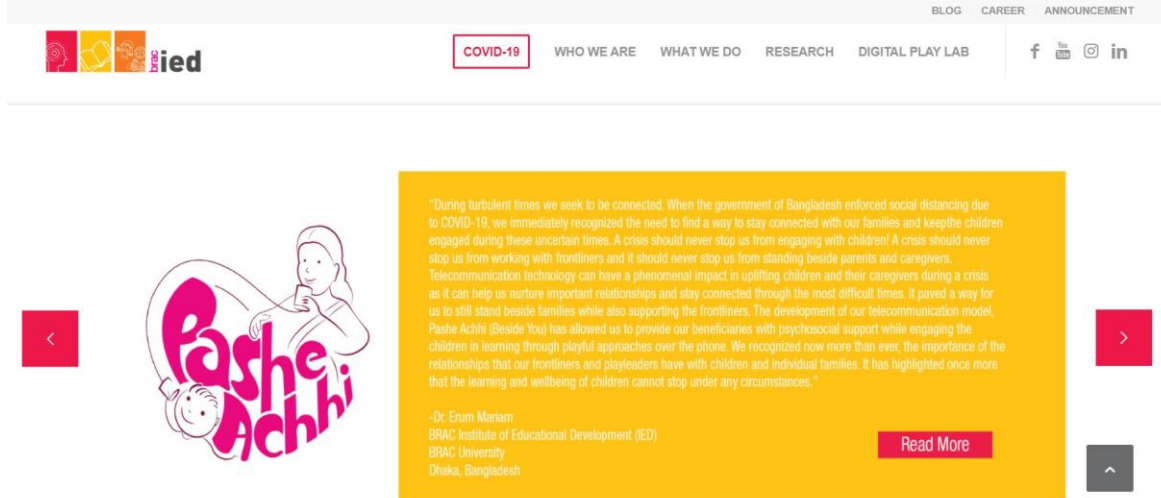 BLOG CAREER ANNOUNCEMENT
brac ied
COVID-19 WHO WE ARE WHAT WE DO RESEARCH DIGITAL PLAY LAB
You Tube
Pashe Achhi
"During turbulent times we seek to be connected. When the government of Bangladesh enforced social distancing due
to COVID-19, we immediately recognized the need to find a way to stay connected with our families and keepthe children
engaged during these uncertain times. A crisis should never stop us from engaging with children! A crisis should never
stop us from working with frontliners and it should never stop us from standing beside parents and caregivers.
Telecommunication technology can have a phenomenal impact in uplifting children and their caregivers during a crisis
as it can help us nurture important relationships and stay connected through the most difficult times. It paved a way for
us to still stand beside families while also supporting the frontliners. The development of our telecommunication model,
Pashe Achhi (Beside You) has allowed us to provide our beneficiaries with psychosocial support while engaging the
children in learning through playful approaches over the phone. We recognized now more than ever, the importance of the
relationships that our frontliners and playleaders have with children and individual families. It has highlighted once more
that the learning and wellbeing of children cannot stop under any circumstances."
-Dr. Erum Mariam
BRAC Institute of Educational Development (IED)
BRAC University
Dhaka, Bangladesh
Read More